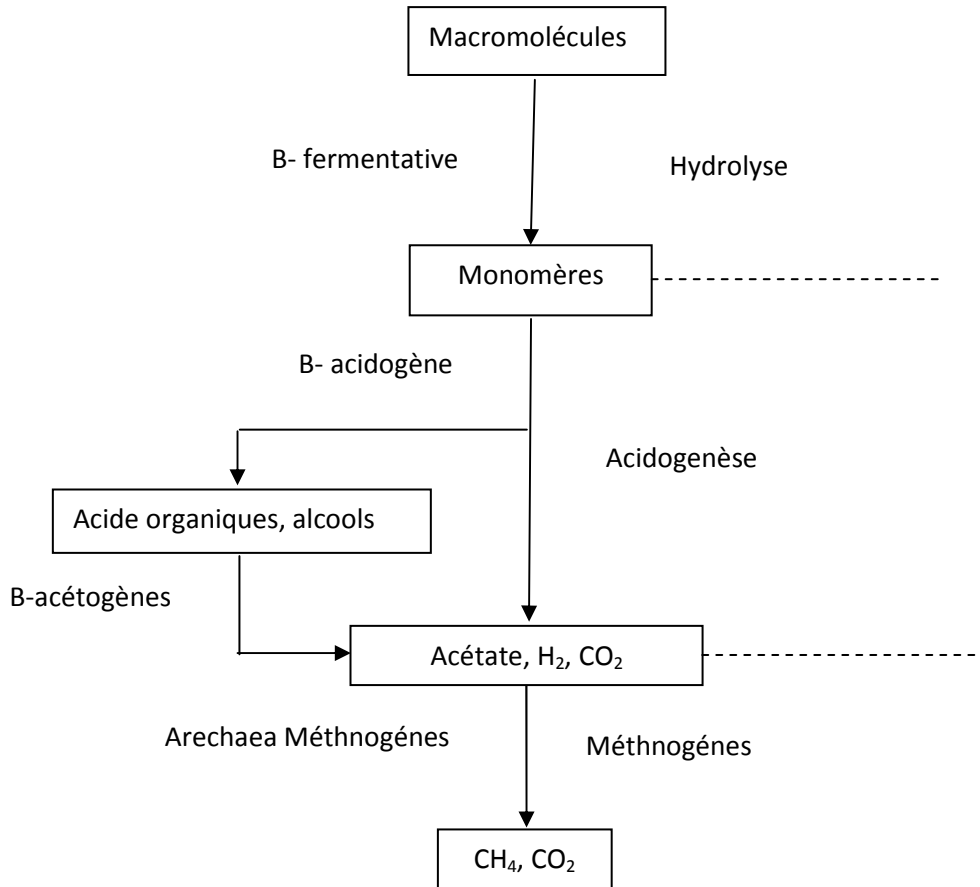 Macromolécules
B- fermentative
Hydrolyse
Monomères
B- acidogène
Acidogenèse
Acide organiques, alcools
B-acétogènes
Acétate, H₂, CO₂
Arechaea Méthnogénes
Méthnogénes
CH₄, CO₂